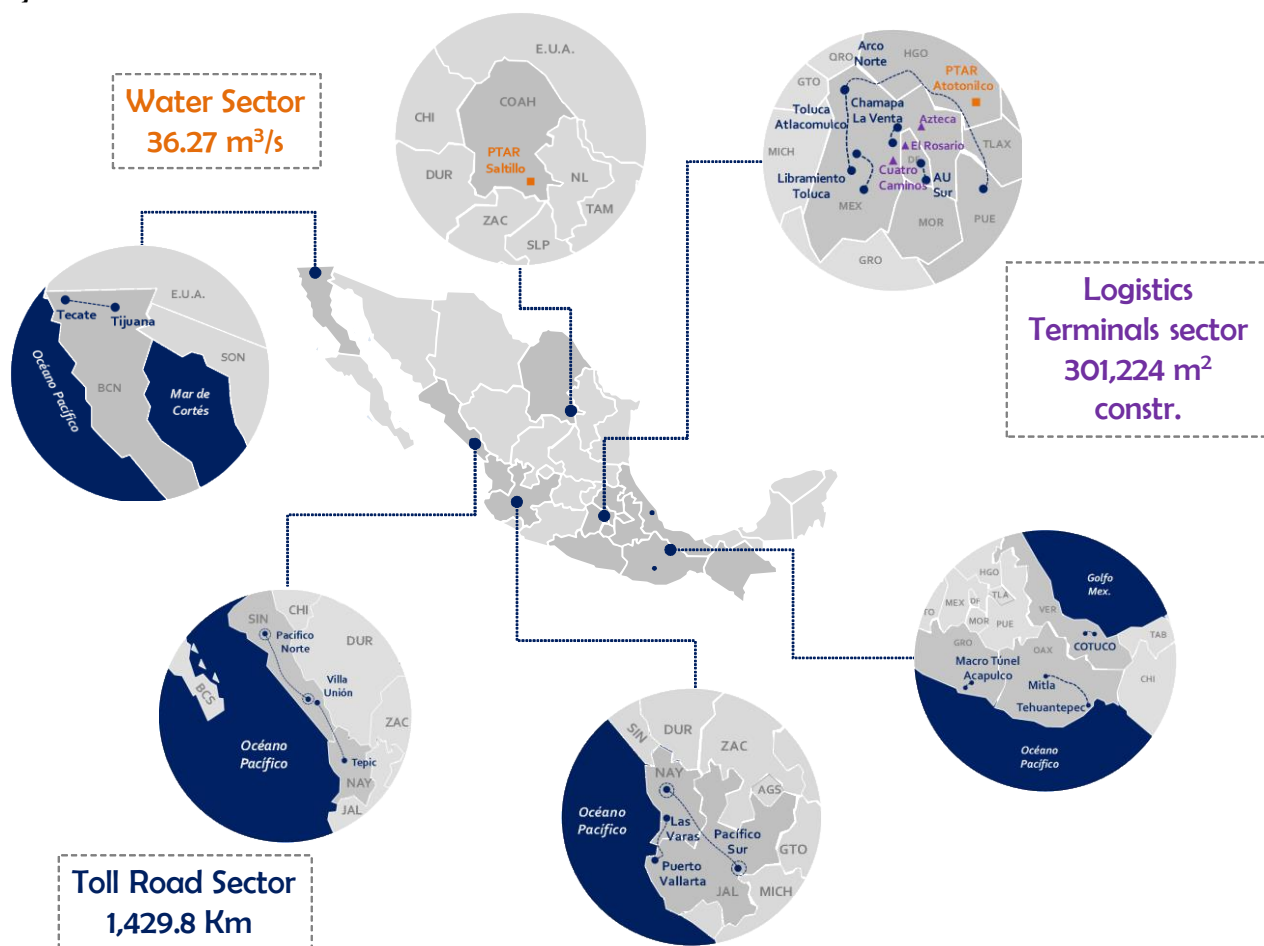 Water Sector
36.27 m³/s
E.U.A.
COAH
CHI
DUR
PTAR
Saltillo
NL
TAM
ZAC
SLP
Arco
Norte
QRO
HGO
GTO
PTAR
Atotonilco
Toluca
Atlacomulco
Chamapa
La Venta
Azteca
MICH
El Rosario
TLAX
DF
Cuatro
Caminos
Libramiento
Toluca
AU
Sur
MEX
MOR
PUE
GRO
Logistics
Terminals sector
301,224 m²
constr.
E.U.A.
Tecate
Tijuana
SON
BCN
Océano Pacífico
Mar de
Cortés
SIN
CHI
DUR
Pacifico
Norte
Villa
Unión
BCS
ZAC
Océano
Pacífico
Tepic
NAY
JAL
SIN
DUR
ZAC
NAY
AGS
Océano
Pacífico
Las
Varas
Pacífico
Sur
GTO
Puerto
Vallarta
JAL
MICH
HGO
Golfo
Mex.
TO
MEX
DF
TLA
VER
MOR
PUE
GRO
OAX
COTUCO
TAB
Macro Túnel
Acapulco
Mitla
CHI
Tehuantepec
Océano
Pacífico
Toll Road Sector
1,429.8 Km